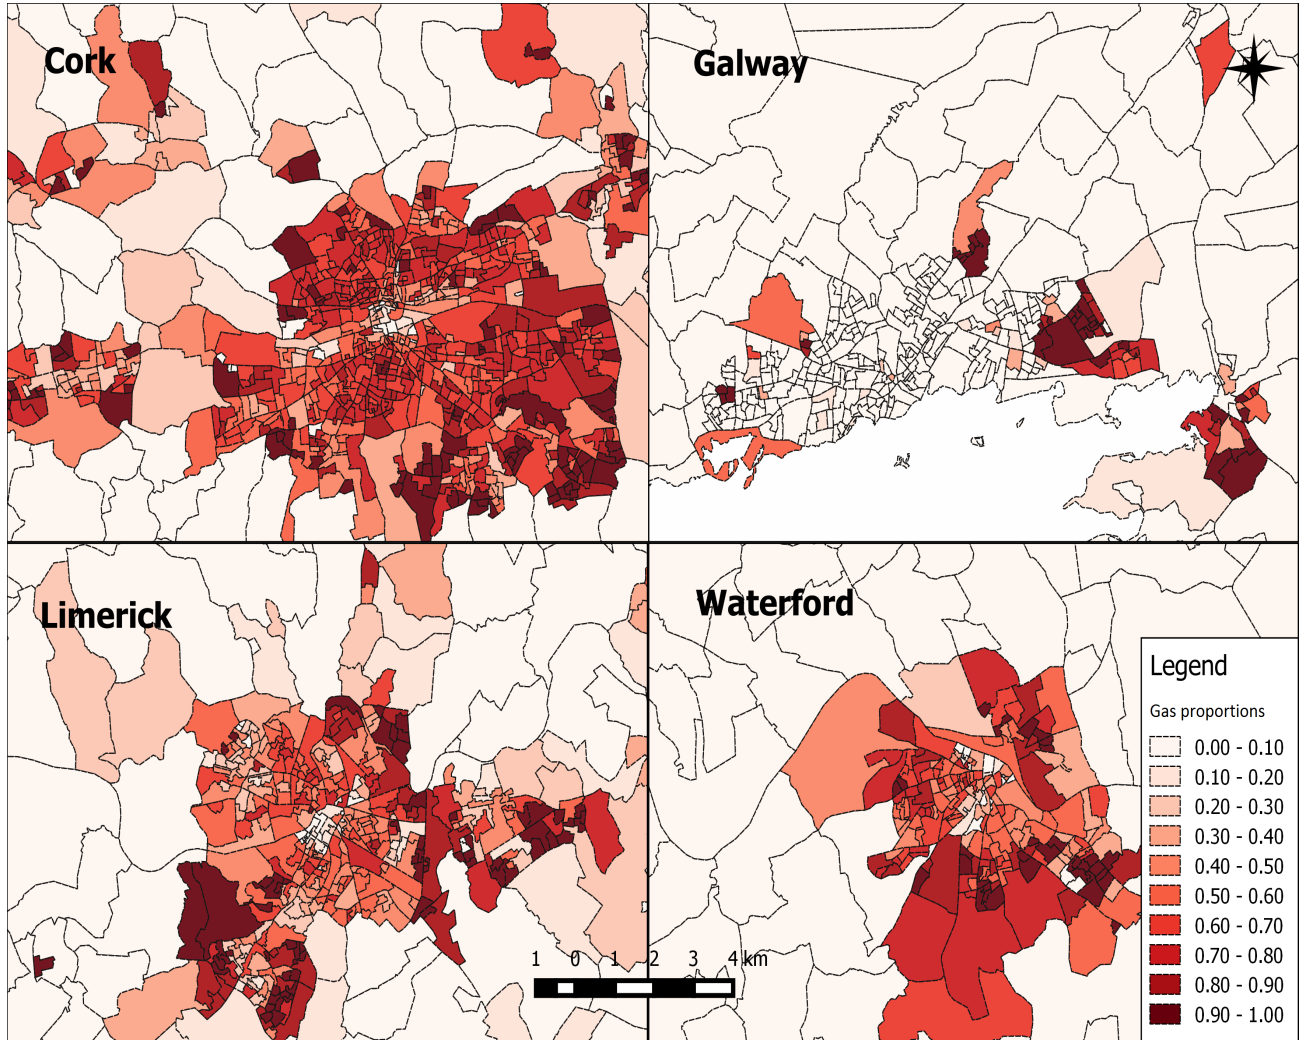 Cork
Galway
Limerick
Waterford
Legend
Gas proportions
0.00 - 0.10
0.10 - 0.20
0.20 - 0.30
0.30 - 0.40
0.40 - 0.50
0.50 - 0.60
0.60 - 0.70
0.70 - 0.80
0.80 - 0.90
0.90 - 1.00
1 0 1 2 3 4 km